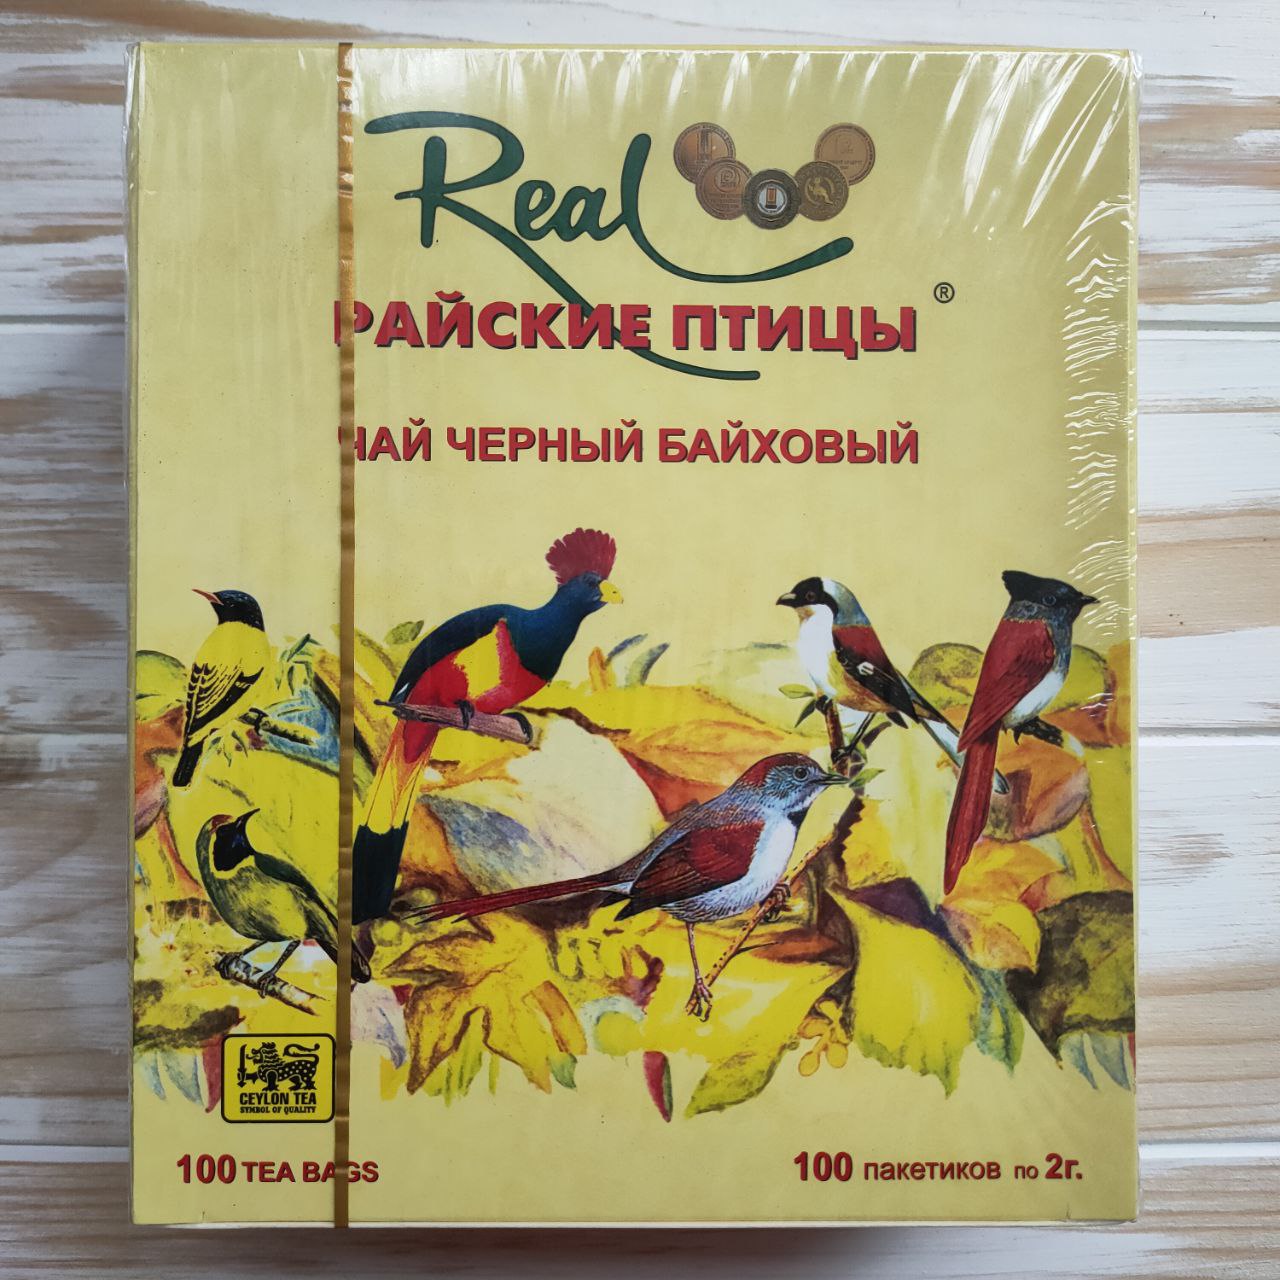 Real
®
РАЙСКИЕ ПТИЦЫ
ЧАЙ ЧЕРНЫЙ БАЙХОВЫЙ
CEYLON TEA
SYMBOL OF QUALITY
100 TEA BAGS
100 пакетиков по 2г.